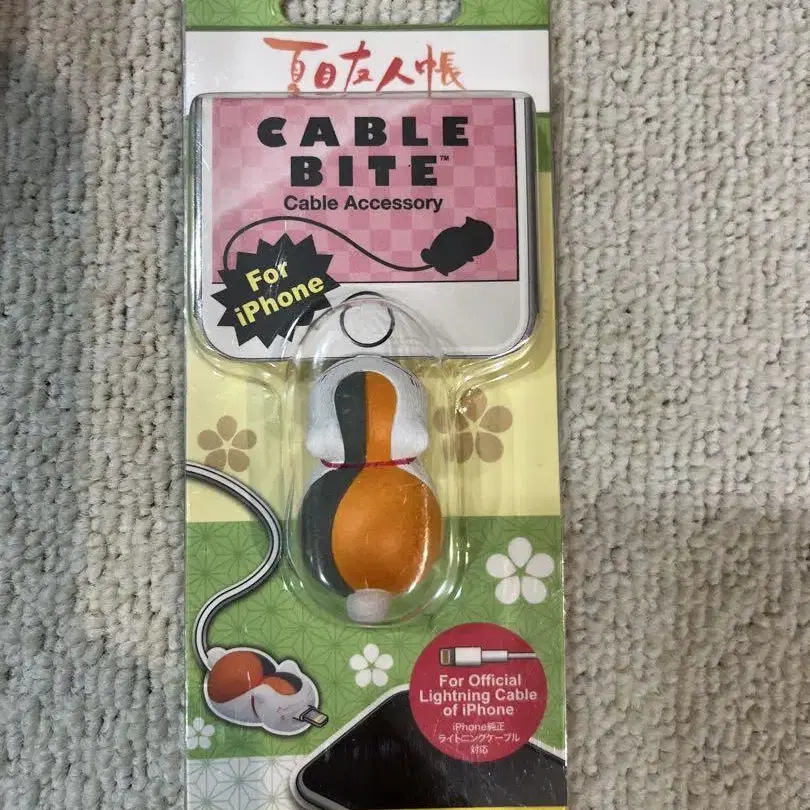 夏目友人帳
CABLE
BITE™
Cable Accessory
For
iPhone
For Official
Lightning Cable
of iPhone
iPhone純正
ライトニングケーブル
対応